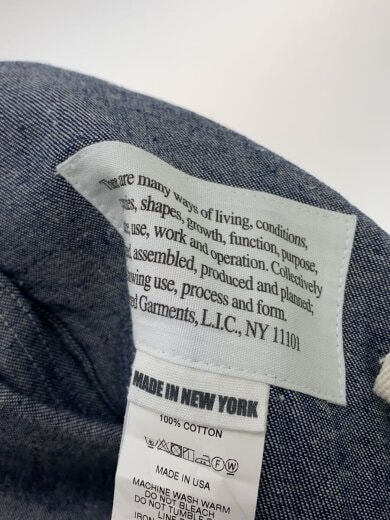 There are many ways of living, conditions,
shapes, growth, function, purpose,
use, work and operation. Collectively
assembled, produced and planned;
use, process and form.
Garments, L.I.C., NY 11101
MADE IN NEW YORK
100% COTTON
MADE IN USA
MACHINE WASH WARM
DO NOT BLEACH
DO NOT TUMBLE
LINE
IRON